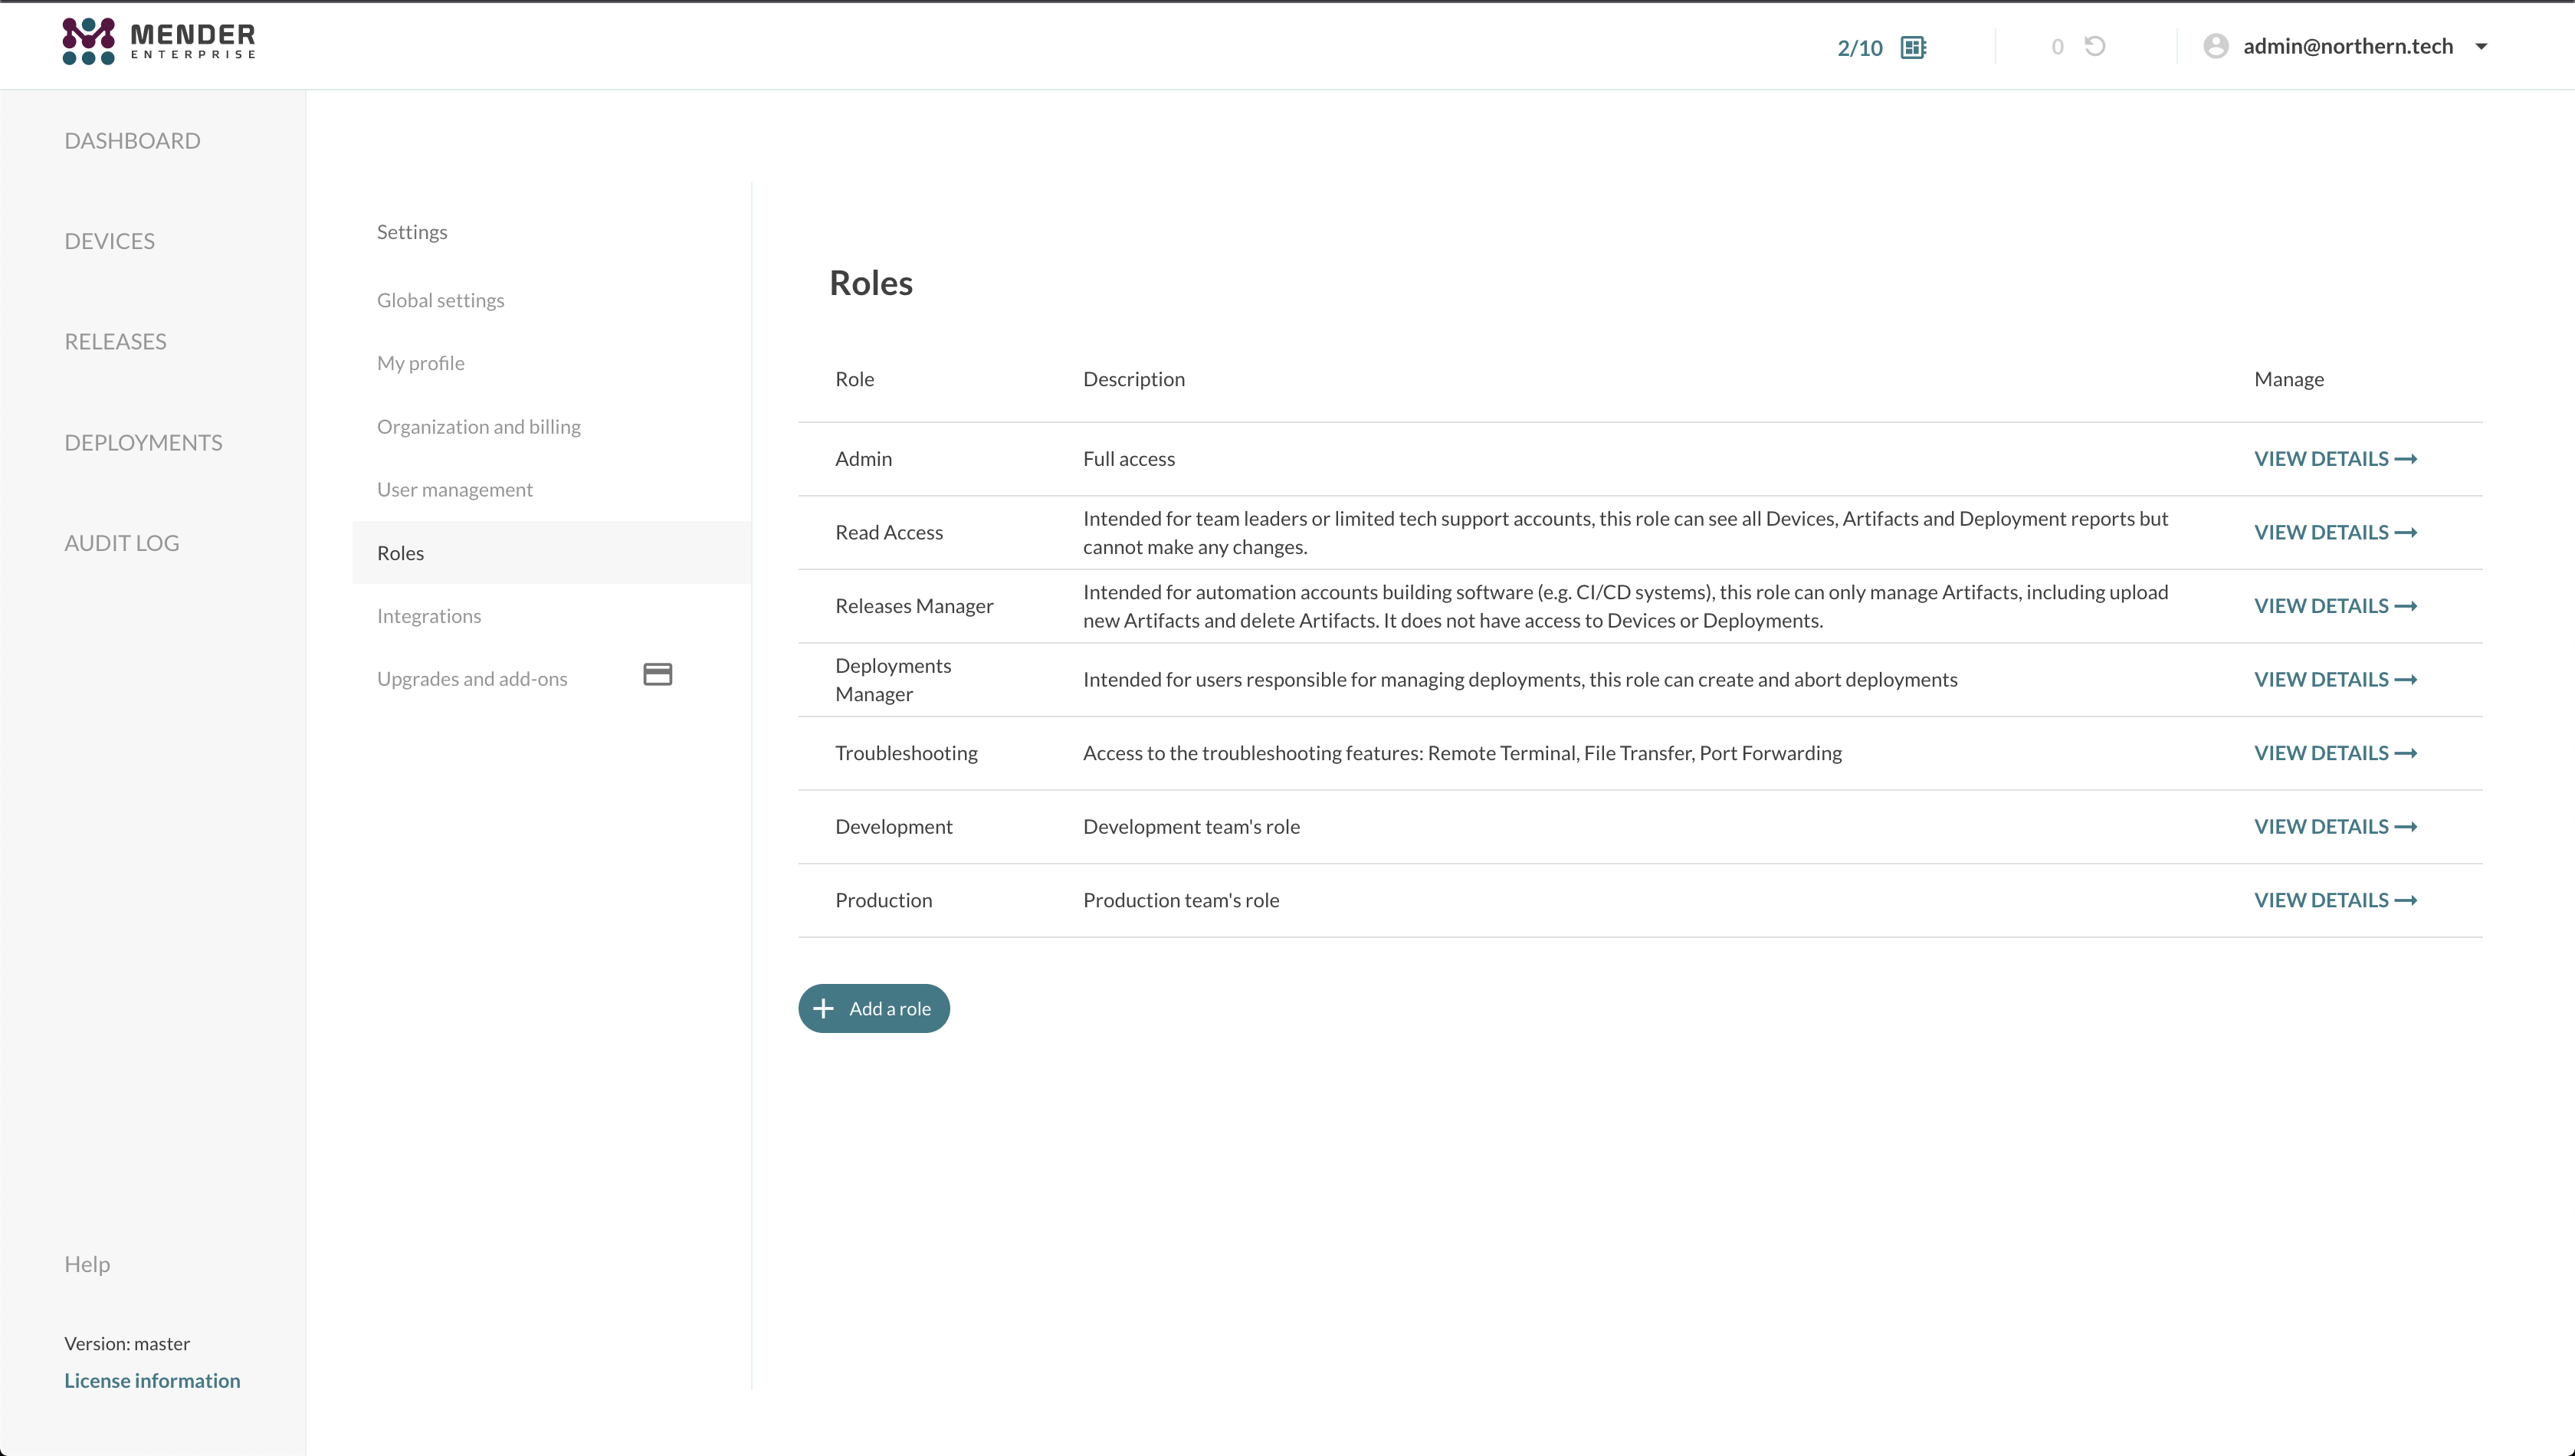 MENDER
ENTERPRISE
2/10
0
admin@northern.tech
DASHBOARD
DEVICES
RELEASES
DEPLOYMENTS
AUDIT LOG
Help
Version: master
License information
Settings
Global settings
My profile
Organization and billing
User management
Roles
Integrations
Upgrades and add-ons
Roles
Role Description Manage
Admin Full access VIEW DETAILS
Read Access Intended for team leaders or limited tech support accounts, this role can see all Devices, Artifacts and Deployment reports but
cannot make any changes. VIEW DETAILS
Releases Manager Intended for automation accounts building software (e.g. CI/CD systems), this role can only manage Artifacts, including upload
new Artifacts and delete Artifacts. It does not have access to Devices or Deployments. VIEW DETAILS
Deployments
Manager Intended for users responsible for managing deployments, this role can create and abort deployments VIEW DETAILS
Troubleshooting Access to the troubleshooting features: Remote Terminal, File Transfer, Port Forwarding VIEW DETAILS
Development Development team's role VIEW DETAILS
Production Production team's role VIEW DETAILS
Add a role